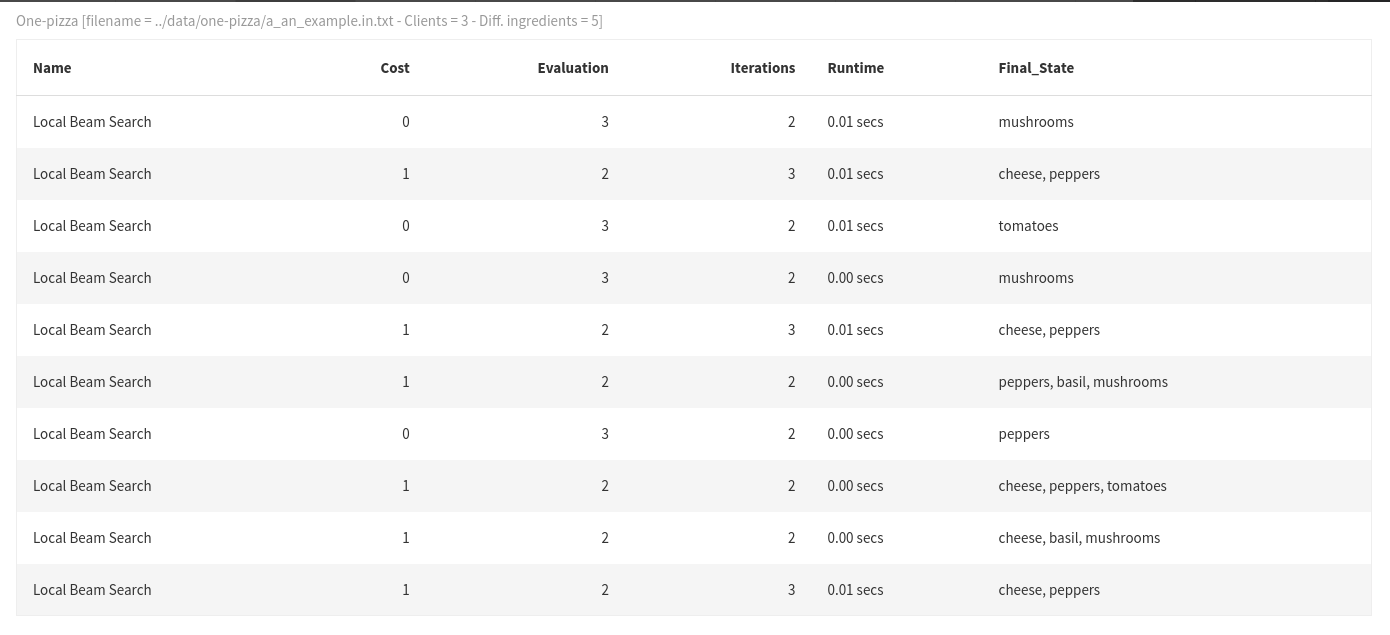 One-pizza [filename = ../data/one-pizza/a_an_example.in.txt - Clients = 3 - Diff. ingredients = 5]
Name Cost Evaluation Iterations Runtime Final_State
Local Beam Search 0 3 2 0.01 secs mushrooms
Local Beam Search 1 2 3 0.01 secs cheese, peppers
Local Beam Search 0 3 2 0.01 secs tomatoes
Local Beam Search 0 3 2 0.00 secs mushrooms
Local Beam Search 1 2 3 0.01 secs cheese, peppers
Local Beam Search 1 2 2 0.00 secs peppers, basil, mushrooms
Local Beam Search 0 3 2 0.00 secs peppers
Local Beam Search 1 2 2 0.00 secs cheese, peppers, tomatoes
Local Beam Search 1 2 2 0.00 secs cheese, basil, mushrooms
Local Beam Search 1 2 3 0.01 secs cheese, peppers